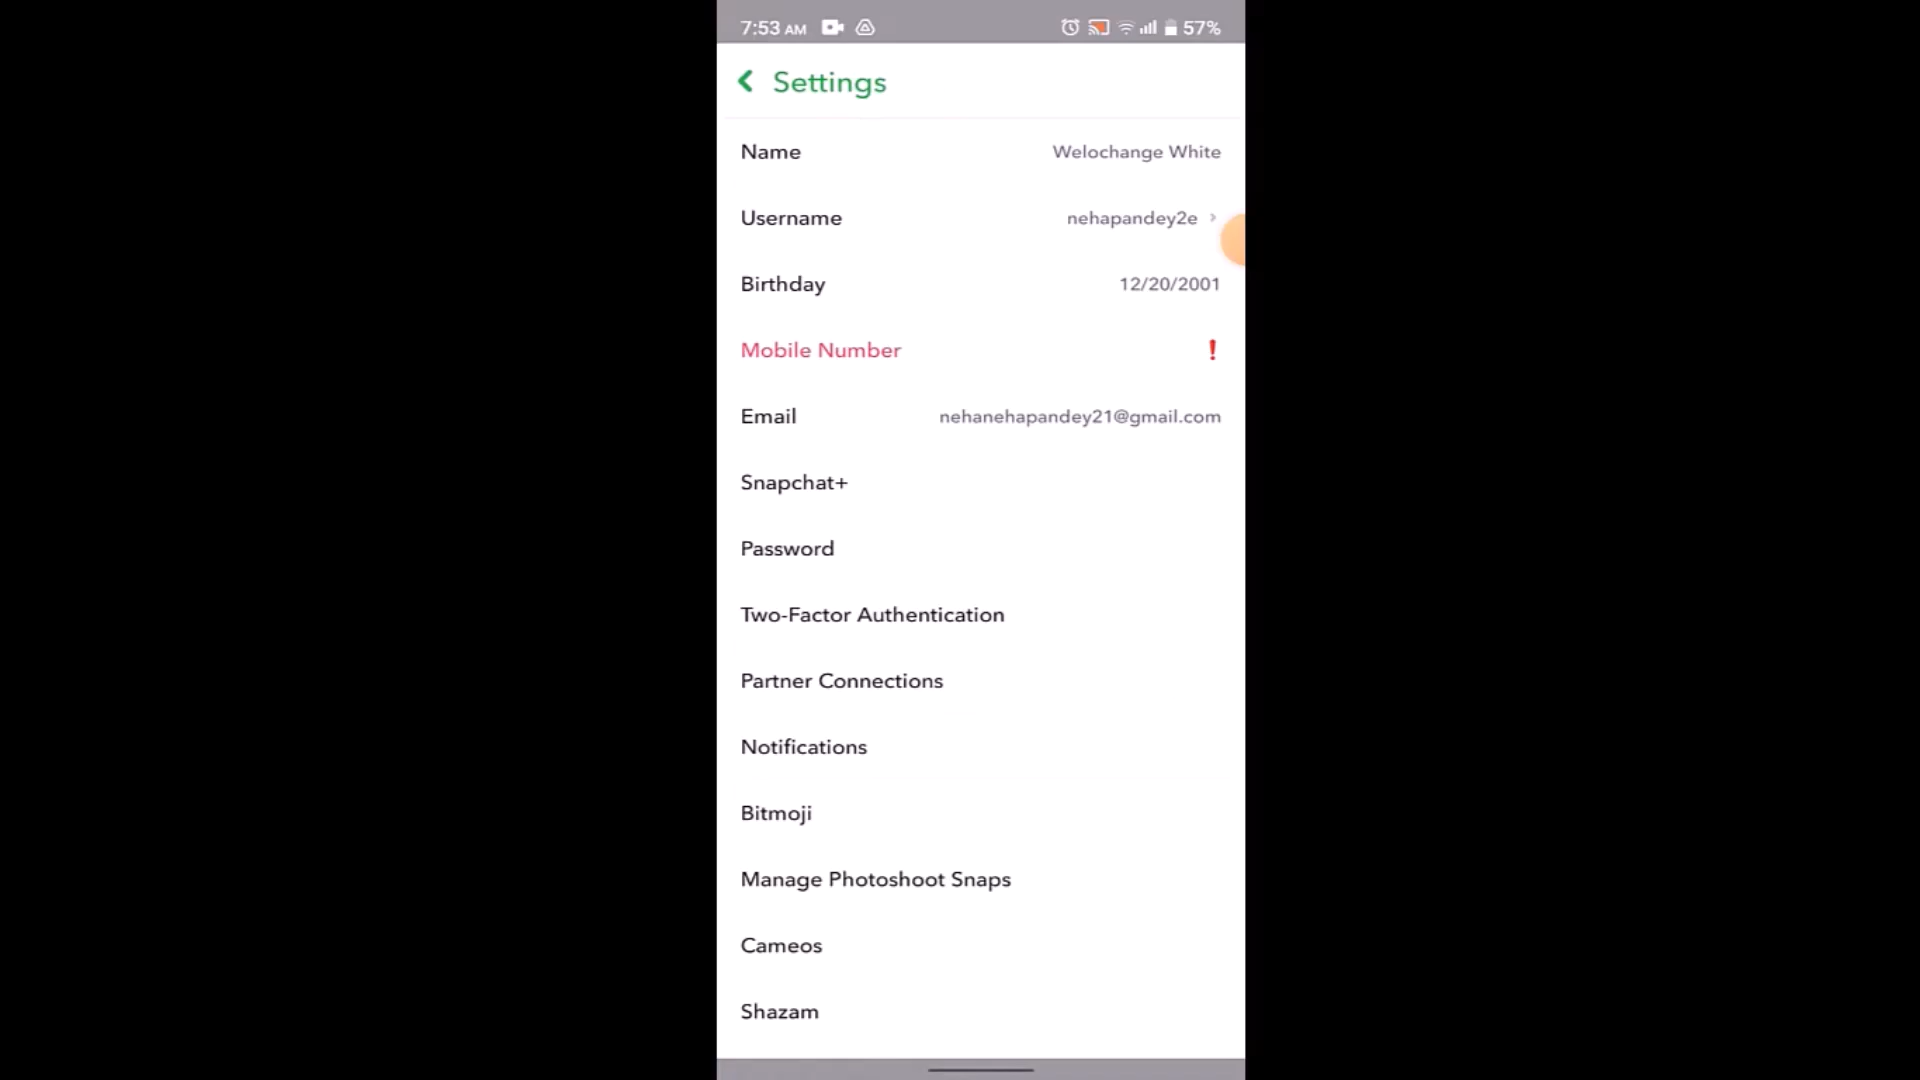 7:53 AM 57%
Settings
Name Welochange White
Username nehapandey2e
Birthday 12/20/2001
Mobile Number
Email nehanehapandey21@gmail.com
Snapchat+
Password
Two-Factor Authentication
Partner Connections
Notifications
Bitmoji
Manage Photoshoot Snaps
Cameos
Shazam